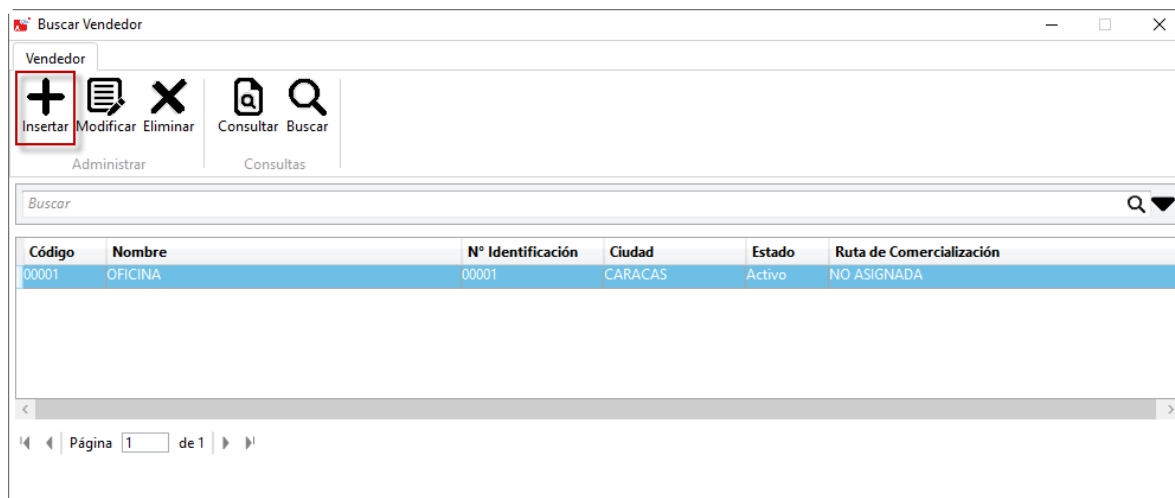 Buscar Vendedor
Vendedor
Insertar Modificar Eliminar Consultar Buscar
Administrar Consultas
Buscar
Código Nombre N° Identificación Ciudad Estado Ruta de Comercialización
00001 OFICINA 00001 CARACAS Activo NO ASIGNADA
Página 1 de 1